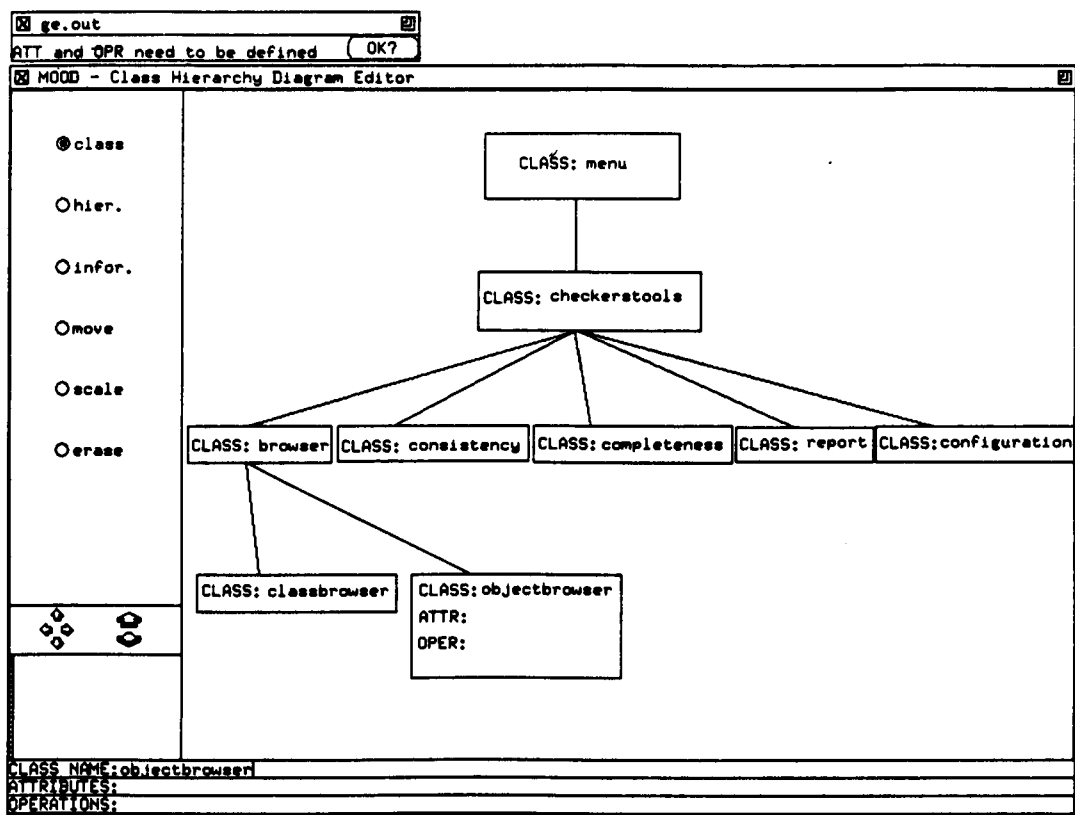 ge.out
ATT and OPR need to be defined OK?
MOOD - Class Hierarchy Diagram Editor
class
hier.
infor.
move
scale
erase
CLASS: menu
CLASS: checkerstools
CLASS: browser
CLASS: consistency
CLASS: completeness
CLASS: report
CLASS:configuration
CLASS: classbrowser
CLASS:objectbrowser
ATTR:
OPER:
CLASS NAME:objectbrowser
ATTRIBUTES:
OPERATIONS: